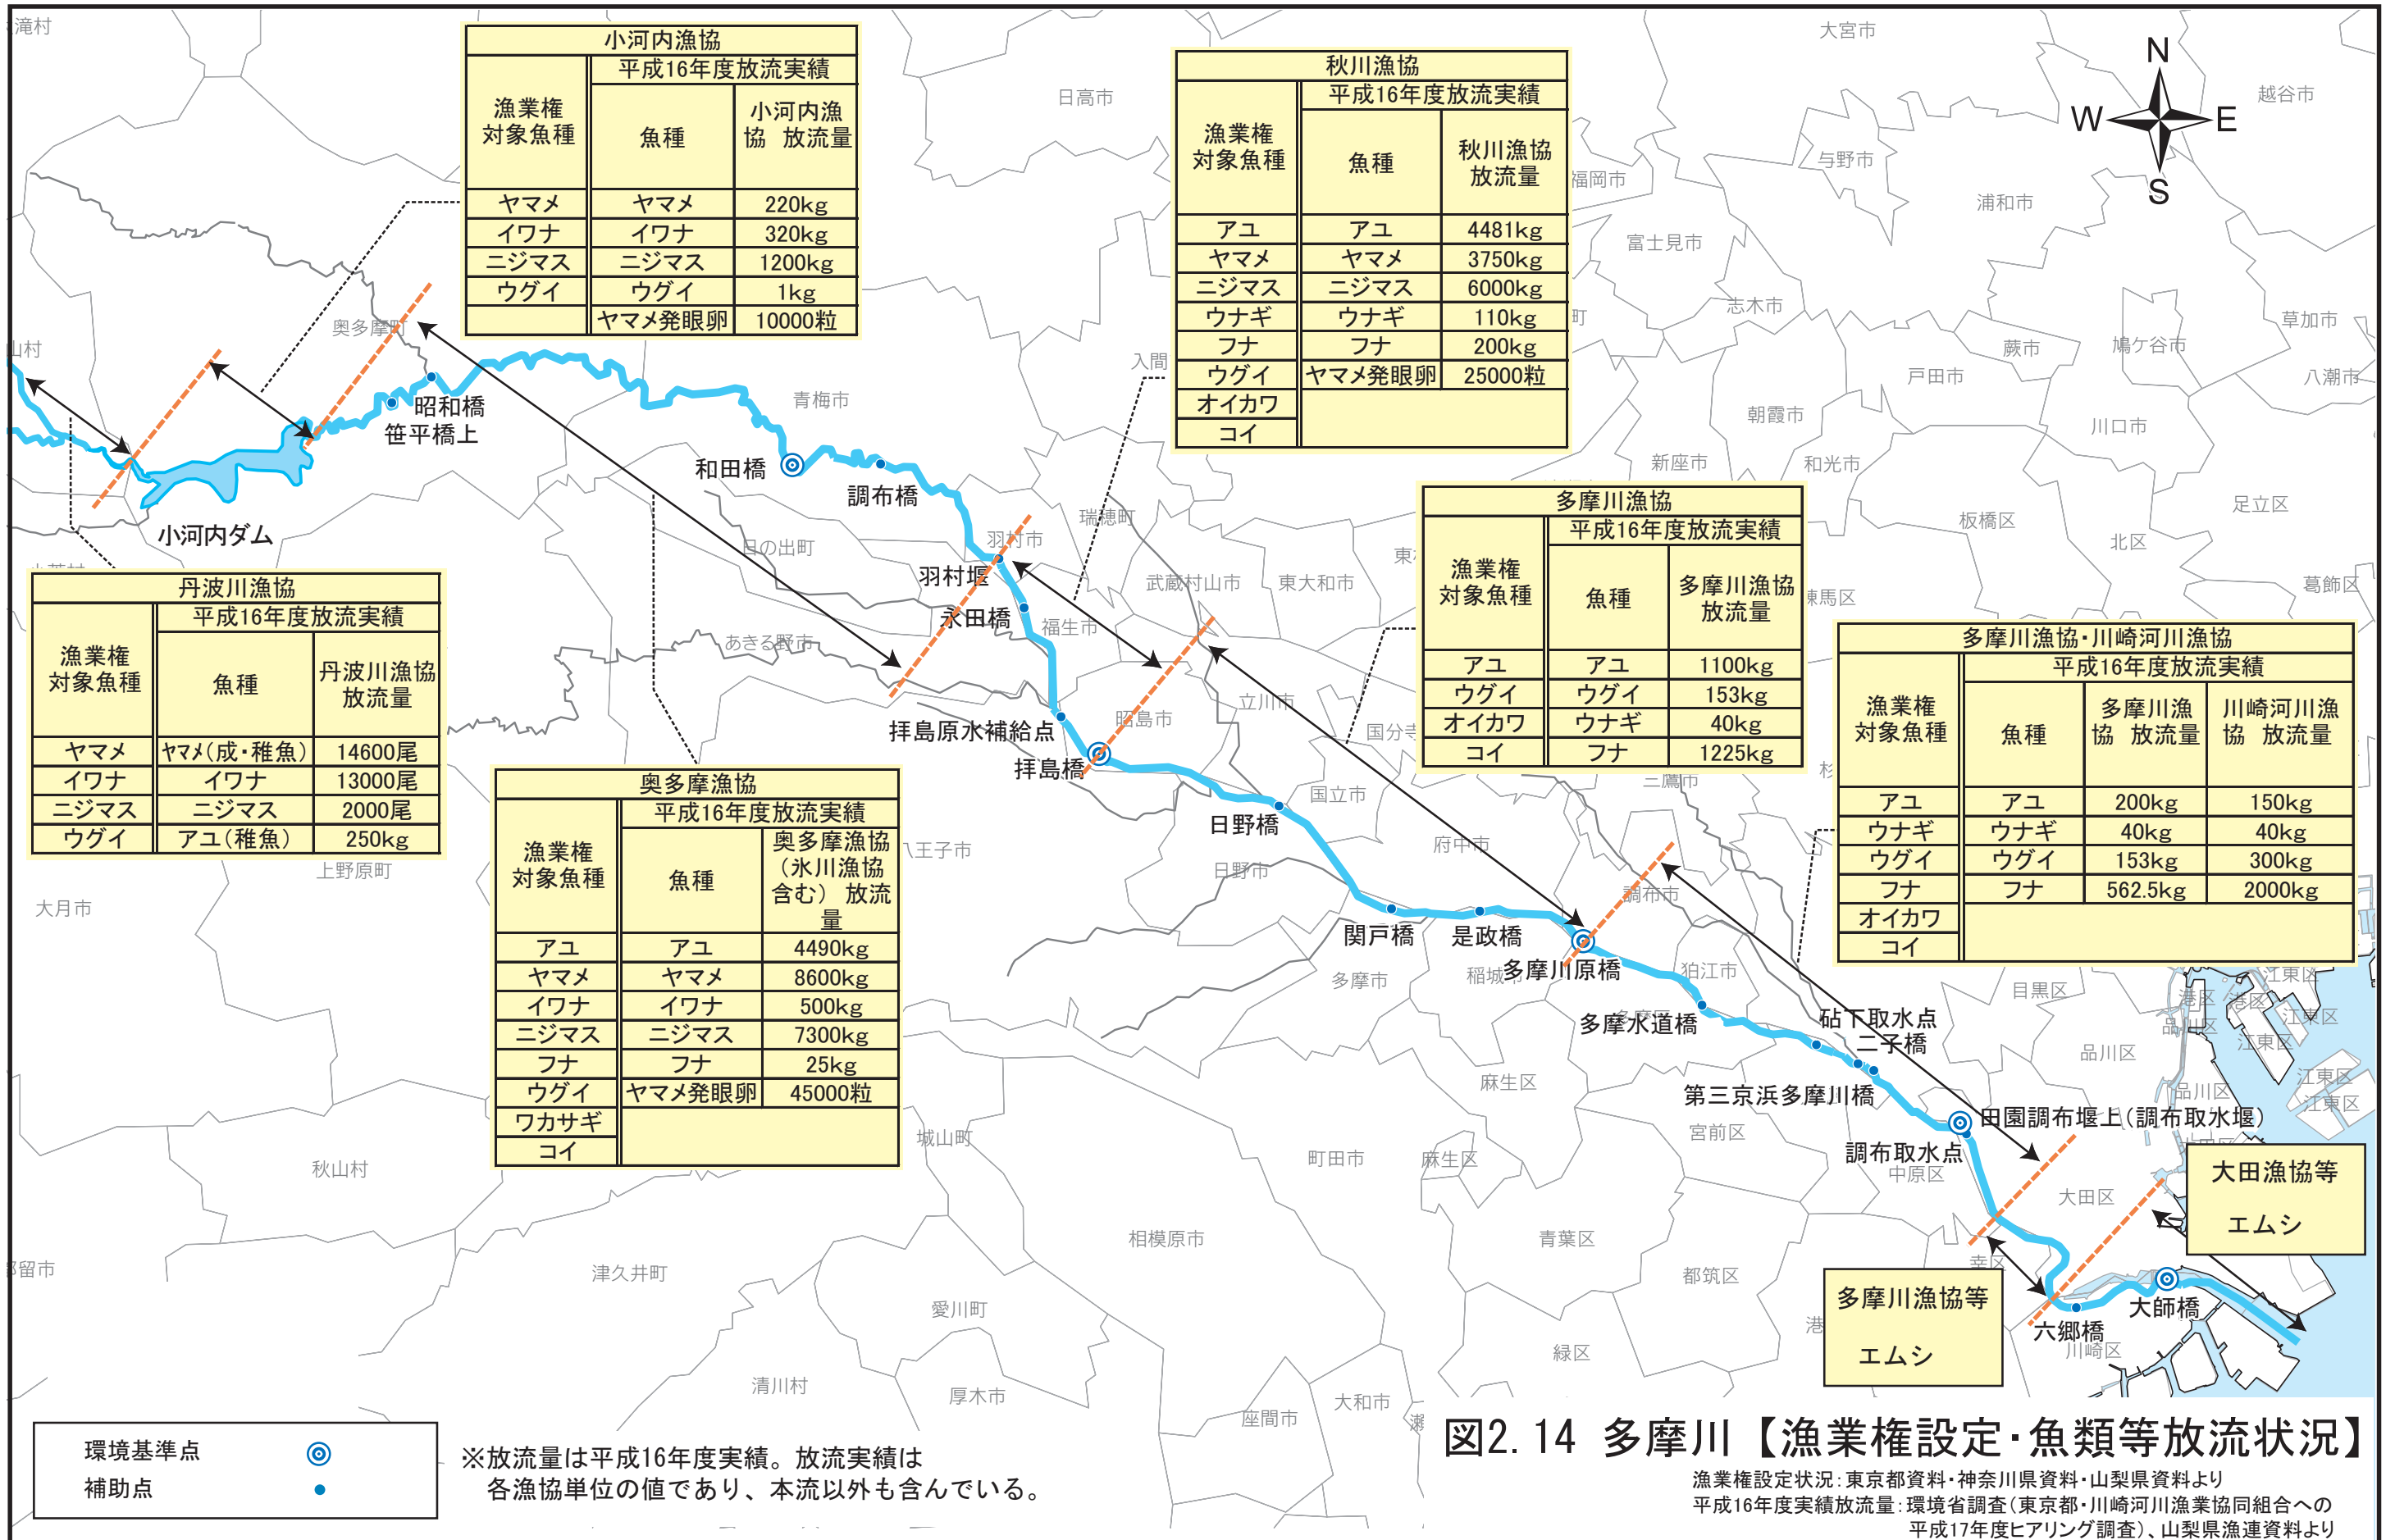 小河内漁協
漁業権
対象魚種
平成16年度放流実績
魚種
小河内漁
協 放流量
ヤマメ ヤマメ 220kg
イワナ イワナ 320kg
ニジマス ニジマス 1200kg
ウグイ ウグイ 1kg
ヤマメ発眼卵 10000粒
秋川漁協
漁業権
対象魚種
平成16年度放流実績
魚種
秋川漁協
放流量
アユ アユ 4481kg
ヤマメ ヤマメ 3750kg
ニジマス ニジマス 6000kg
ウナギ ウナギ 110kg
フナ フナ 200kg
ウグイ ヤマメ発眼卵 25000粒
オイカワ
コイ
多摩川漁協
漁業権
対象魚種
平成16年度放流実績
魚種
多摩川漁協
放流量
アユ アユ 1100kg
ウグイ ウグイ 153kg
オイカワ ウナギ 40kg
コイ フナ 1225kg
多摩川漁協・川崎河川漁協
漁業権
対象魚種
平成16年度放流実績
魚種
多摩川漁
協 放流量
川崎河川漁
協 放流量
アユ アユ 200kg 150kg
ウナギ ウナギ 40kg 40kg
ウグイ ウグイ 153kg 300kg
フナ フナ 562.5kg 2000kg
オイカワ
コイ
丹波川漁協
漁業権
対象魚種
平成16年度放流実績
魚種
丹波川漁協
放流量
ヤマメ ヤマメ(成・稚魚) 14600尾
イワナ イワナ 13000尾
ニジマス ニジマス 2000尾
ウグイ アユ(稚魚) 250kg
奥多摩漁協
漁業権
対象魚種
平成16年度放流実績
魚種
奥多摩漁協
(氷川漁協
含む) 放流
量
アユ アユ 4490kg
ヤマメ ヤマメ 8600kg
イワナ イワナ 500kg
ニジマス ニジマス 7300kg
フナ フナ 25kg
ウグイ ヤマメ発眼卵 45000粒
ワカサギ
コイ
大田漁協等
エムシ
多摩川漁協等
エムシ
N
W E
S
滝村
大宮市
日高市
越谷市
与野市
福岡市
浦和市
富士見市
志木市
町
草加市
蕨市
鳩ケ谷市
戸田市
八潮市
朝霞市
川口市
山村
奥多摩町
入間
青梅市
新座市
和光市
足立区
板橋区
北区
葛飾区
瑞穂町
羽村市
日の出町
武蔵村山市
東大和市
練馬区
福生市
あきる野市
昭島市
立川市
国分寺
三鷹市
国立市
八王子市
府中市
日野市
調布市
上野原町
大月市
多摩市
稲城市
狛江市
目黒区
港区
港区
江東区
江東区
江東区
江東区
江東区
品川区
品川区
品川区
麻生区
宮前区
城山町
町田市
麻生区
中原区
大田区
秋山村
相模原市
青葉区
都筑区
幸区
津久井町
愛川町
緑区
川崎区
清川村
厚木市
座間市
大和市
昭和橋
笹平橋上
和田橋
調布橋
小河内ダム
羽村堰
永田橋
拝島原水補給点
拝島橋
日野橋
関戸橋
是政橋
多摩川原橋
多摩水道橋
砧下取水点
二子橋
第三京浜多摩川橋
田園調布堰上(調布取水堰)
調布取水点
大師橋
六郷橋
環境基準点
補助点
※放流量は平成16年度実績。放流実績は
各漁協単位の値であり、本流以外も含んでいる。
図2.14 多摩川【漁業権設定・魚類等放流状況】
漁業権設定状況:東京都資料・神奈川県資料・山梨県資料より
平成16年度実績放流量:環境省調査(東京都・川崎河川漁業協同組合への
平成17年度ヒアリング調査)、山梨県漁連資料より